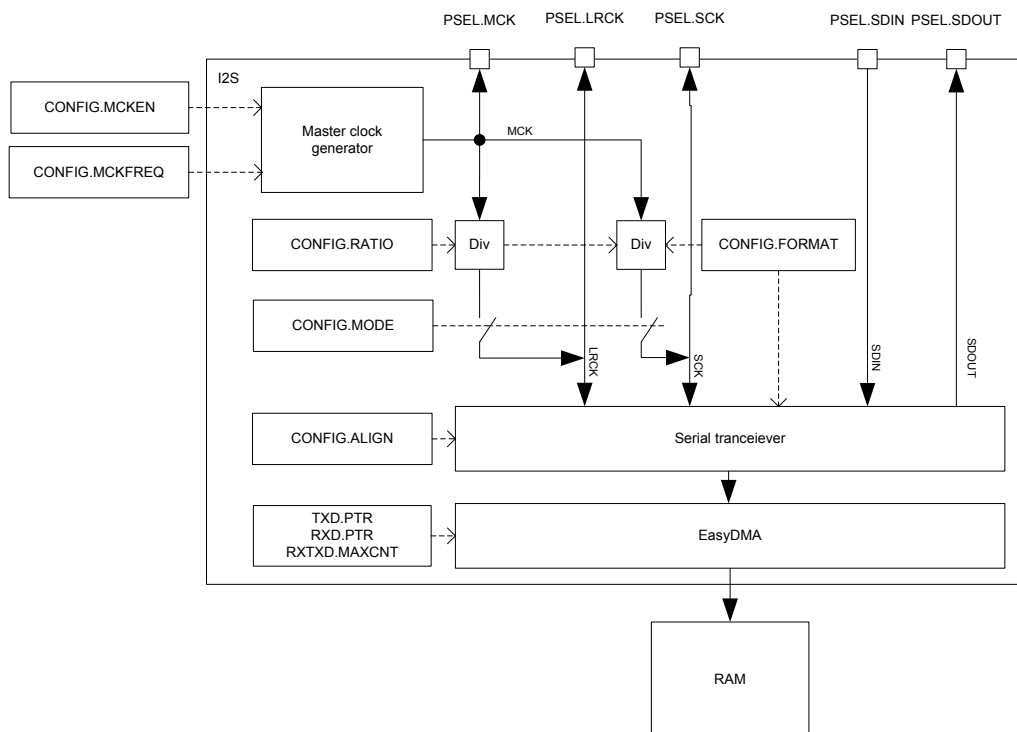 PSEL.MCK
PSEL.LRCK
PSEL.SCK
PSEL.SDIN
PSEL.SDOUT
I2S
CONFIG.MCKEN
Master clock
generator
MCK
CONFIG.MCKFREQ
CONFIG.RATIO
Div
Div
CONFIG.FORMAT
CONFIG.MODE
LRCK
SCK
SDIN
SDOUT
CONFIG.ALIGN
Serial tranceiever
TXD.PTR
RXD.PTR
RXTXD.MAXCNT
EasyDMA
RAM